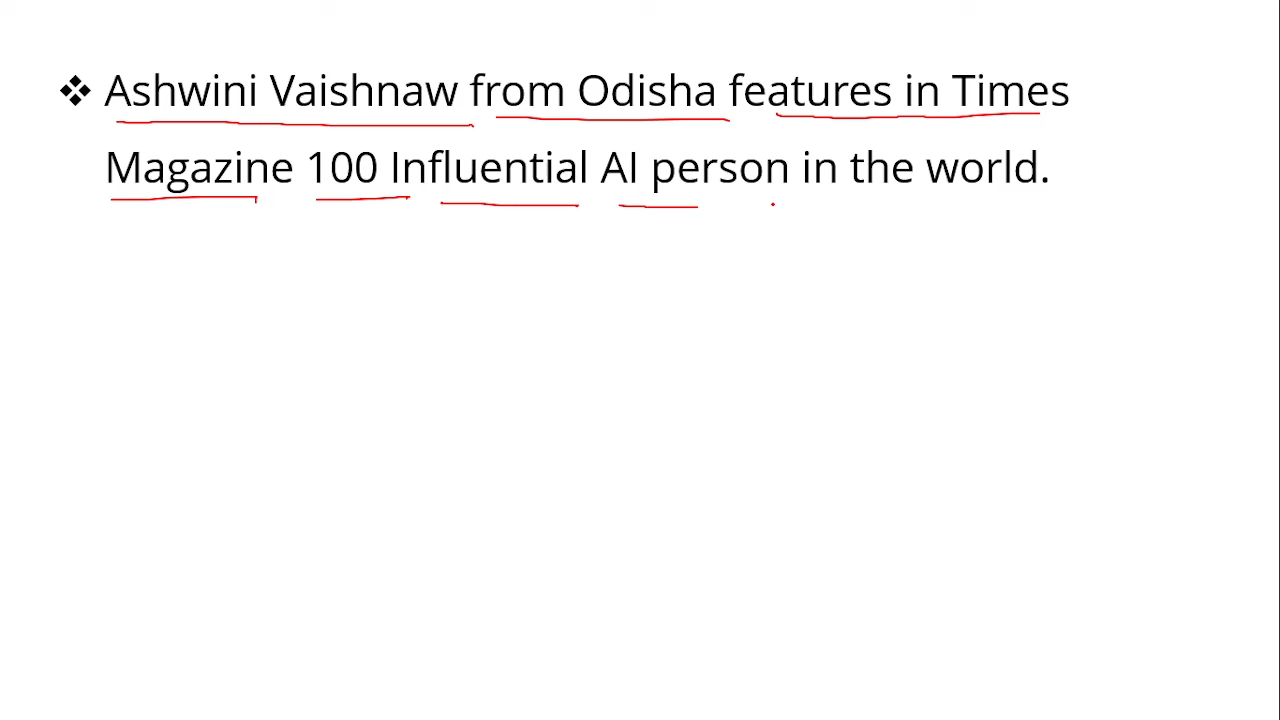 ❖ Ashwini Vaishnaw from Odisha features in Times
Magazine 100 Influential AI person in the world.